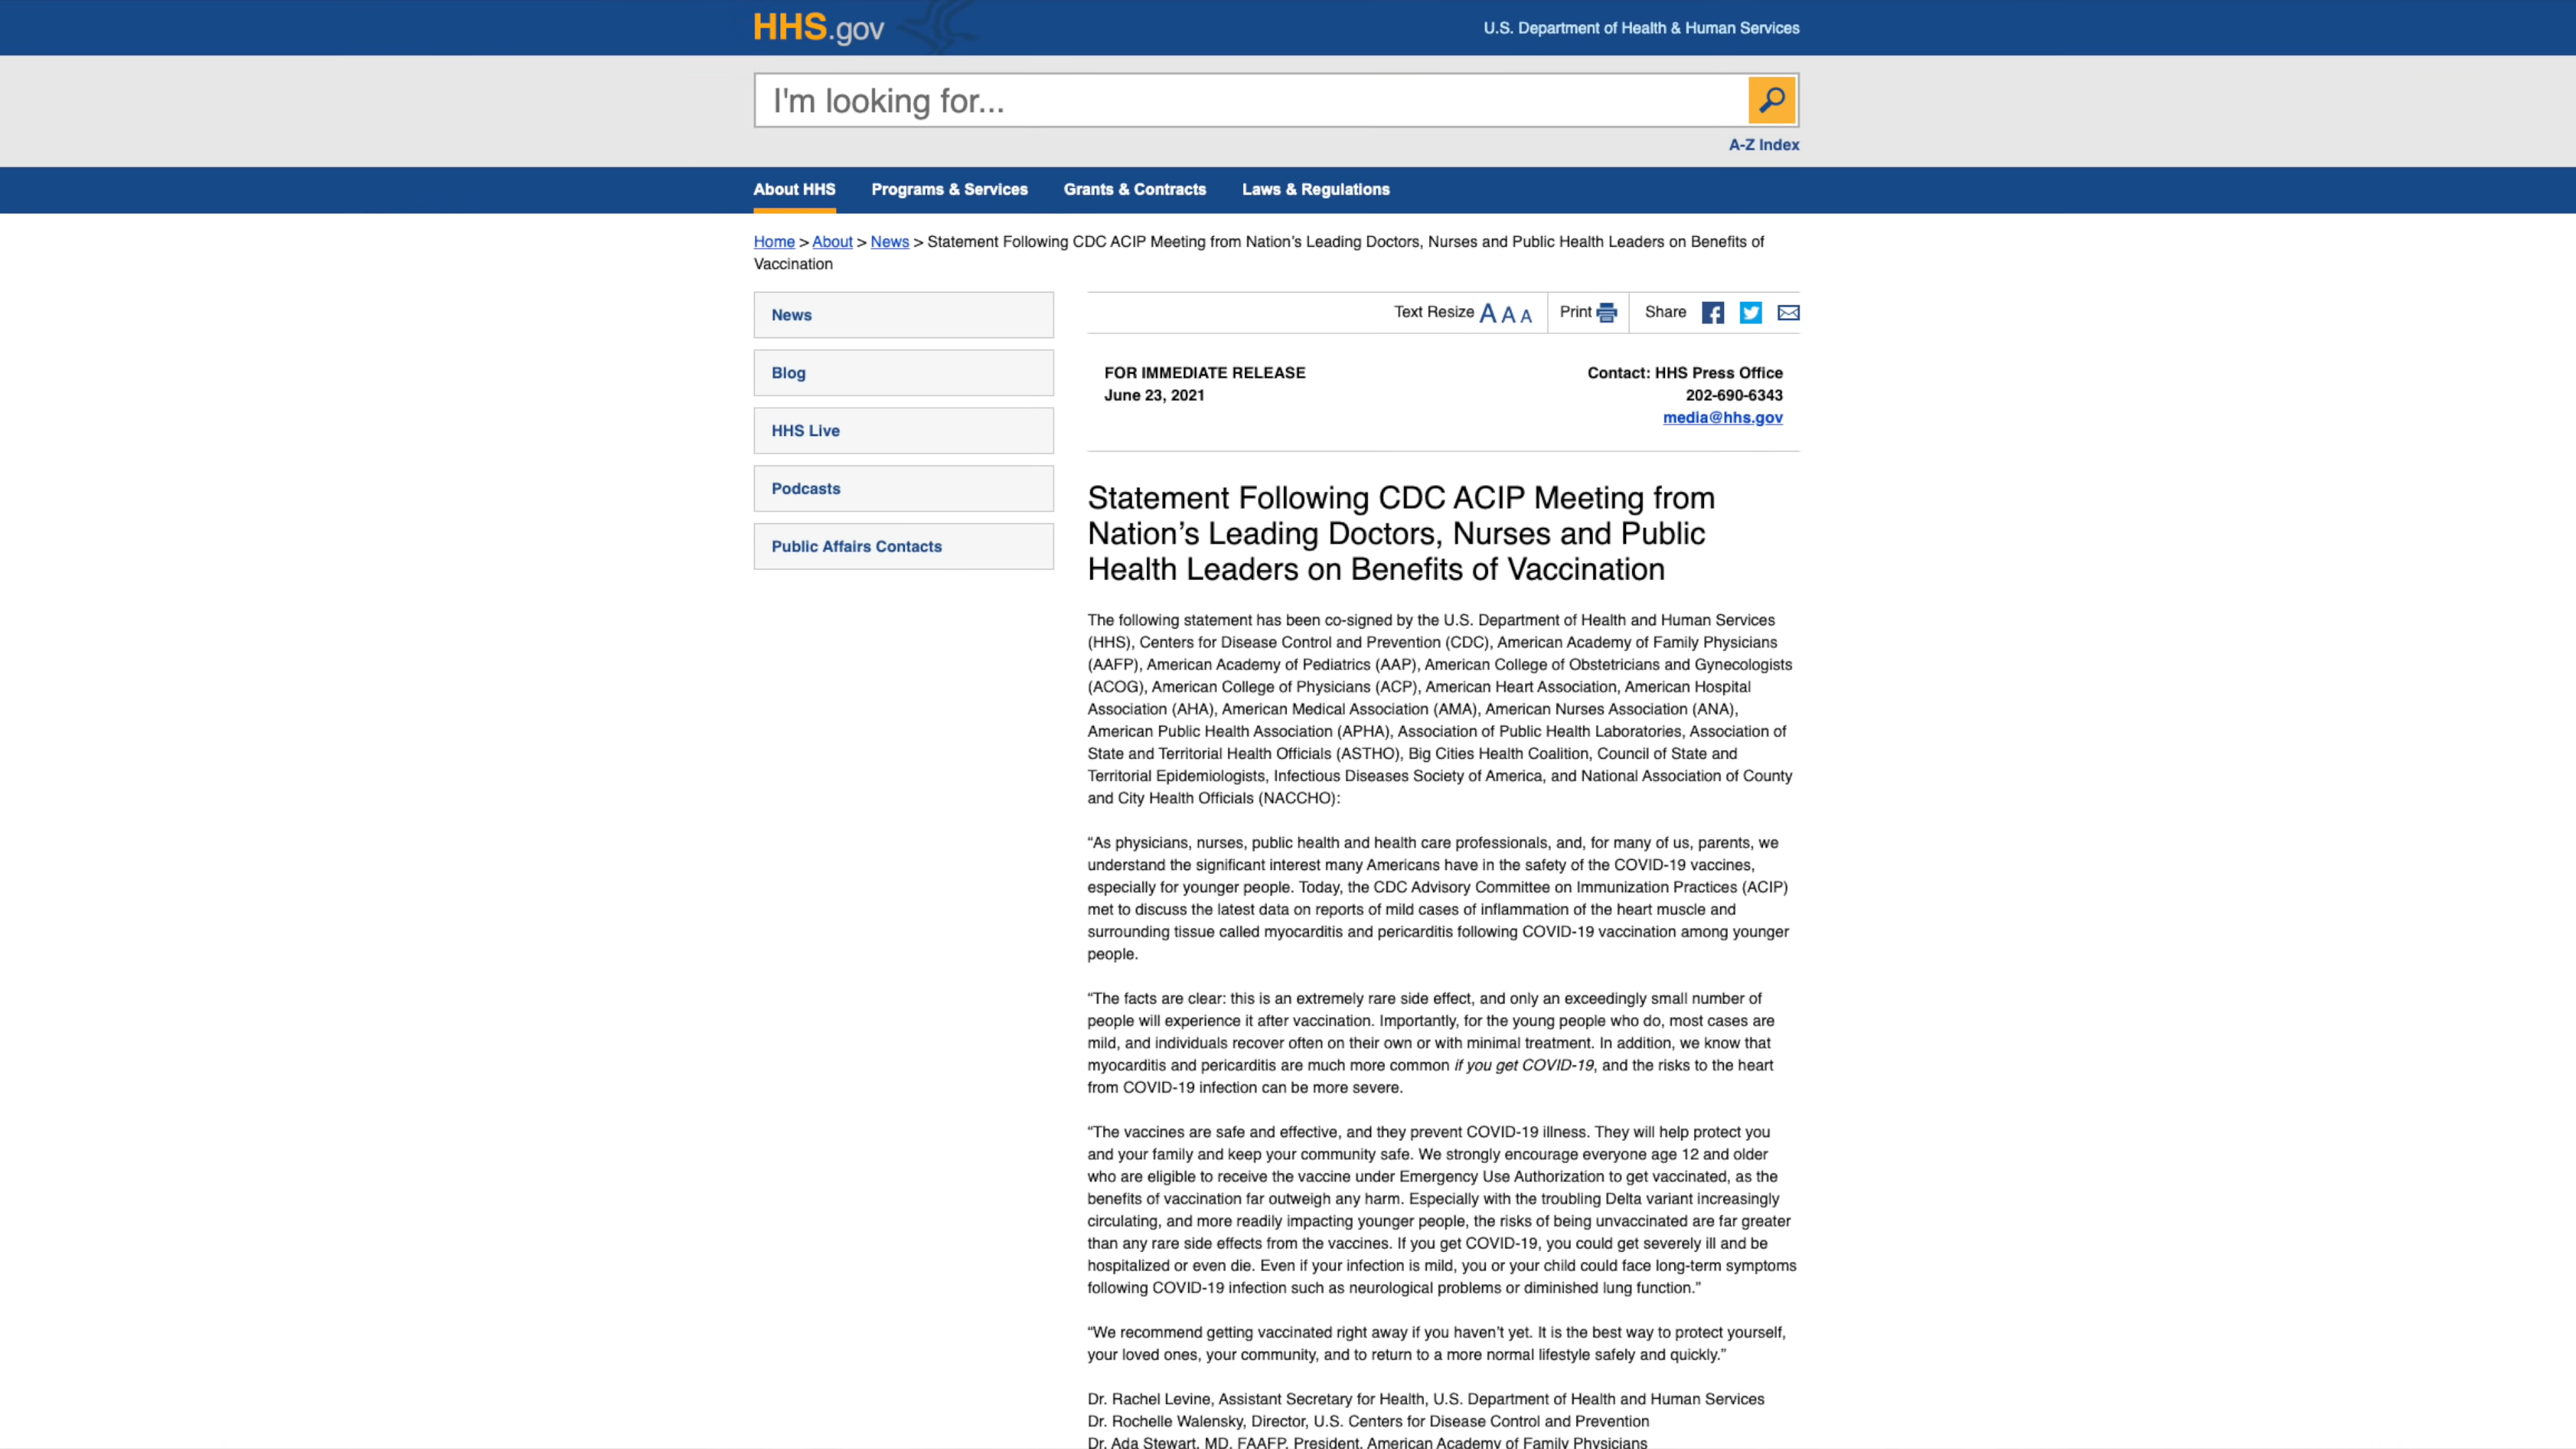 HHS.gov
U.S. Department of Health & Human Services
I'm looking for...
A-Z Index
About HHS Programs & Services Grants & Contracts Laws & Regulations
Home > About > News > Statement Following CDC ACIP Meeting from Nation’s Leading Doctors, Nurses and Public Health Leaders on Benefits of
Vaccination
News
Blog
HHS Live
Podcasts
Public Affairs Contacts
Text Resize A A A Print Share
FOR IMMEDIATE RELEASE
June 23, 2021
Contact: HHS Press Office
202-690-6343
media@hhs.gov
Statement Following CDC ACIP Meeting from
Nation’s Leading Doctors, Nurses and Public
Health Leaders on Benefits of Vaccination
The following statement has been co-signed by the U.S. Department of Health and Human Services
(HHS), Centers for Disease Control and Prevention (CDC), American Academy of Family Physicians
(AAFP), American Academy of Pediatrics (AAP), American College of Obstetricians and Gynecologists
(ACOG), American College of Physicians (ACP), American Heart Association, American Hospital
Association (AHA), American Medical Association (AMA), American Nurses Association (ANA),
American Public Health Association (APHA), Association of Public Health Laboratories, Association of
State and Territorial Health Officials (ASTHO), Big Cities Health Coalition, Council of State and
Territorial Epidemiologists, Infectious Diseases Society of America, and National Association of County
and City Health Officials (NACCHO):
“As physicians, nurses, public health and health care professionals, and, for many of us, parents, we
understand the significant interest many Americans have in the safety of the COVID-19 vaccines,
especially for younger people. Today, the CDC Advisory Committee on Immunization Practices (ACIP)
met to discuss the latest data on reports of mild cases of inflammation of the heart muscle and
surrounding tissue called myocarditis and pericarditis following COVID-19 vaccination among younger
people.
“The facts are clear: this is an extremely rare side effect, and only an exceedingly small number of
people will experience it after vaccination. Importantly, for the young people who do, most cases are
mild, and individuals recover often on their own or with minimal treatment. In addition, we know that
myocarditis and pericarditis are much more common if you get COVID-19, and the risks to the heart
from COVID-19 infection can be more severe.
“The vaccines are safe and effective, and they prevent COVID-19 illness. They will help protect you
and your family and keep your community safe. We strongly encourage everyone age 12 and older
who are eligible to receive the vaccine under Emergency Use Authorization to get vaccinated, as the
benefits of vaccination far outweigh any harm. Especially with the troubling Delta variant increasingly
circulating, and more readily impacting younger people, the risks of being unvaccinated are far greater
than any rare side effects from the vaccines. If you get COVID-19, you could get severely ill and be
hospitalized or even die. Even if your infection is mild, you or your child could face long-term symptoms
following COVID-19 infection such as neurological problems or diminished lung function.”
“We recommend getting vaccinated right away if you haven’t yet. It is the best way to protect yourself,
your loved ones, your community, and to return to a more normal lifestyle safely and quickly.”
Dr. Rachel Levine, Assistant Secretary for Health, U.S. Department of Health and Human Services
Dr. Rochelle Walensky, Director, U.S. Centers for Disease Control and Prevention
Dr. Ada Stewart, MD, FAAFP, President, American Academy of Family Physicians